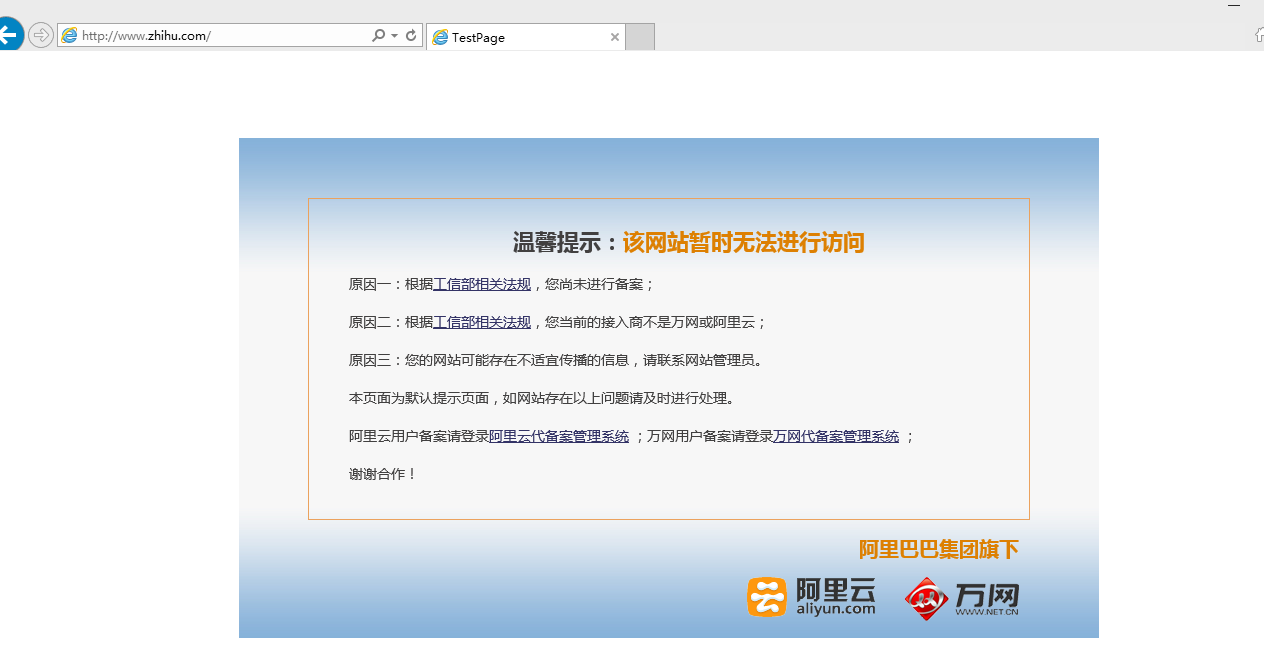 http://www.zhihu.com/
TestPage
温馨提示：该网站暂时无法进行访问
原因一：根据工信部相关法规，您尚未进行备案；
原因二：根据工信部相关法规，您当前的接入商不是万网或阿里云；
原因三：您的网站可能存在不适宜传播的信息，请联系网站管理员。
本页面为默认提示页面，如网站存在以上问题请及时进行处理。
阿里云用户备案请登录阿里云代备案管理系统 ；万网用户备案请登录万网代备案管理系统 ；
谢谢合作！
阿里巴巴集团旗下
阿里云
aliyun.com
万网
WWW.NET.CN